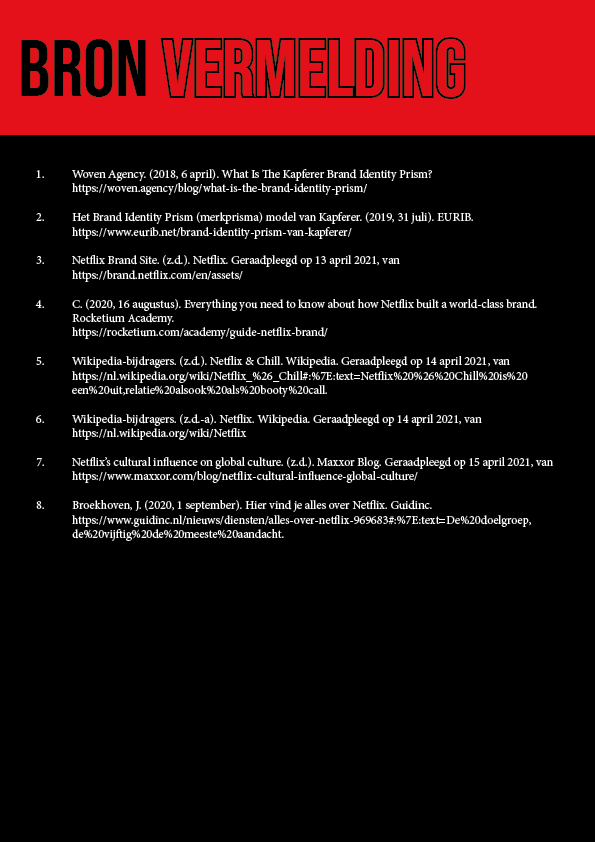 BRON VERMELDING
1. Woven Agency. (2018, 6 april). What Is The Kapferer Brand Identity Prism?
https://woven.agency/blog/what-is-the-brand-identity-prism/
2. Het Brand Identity Prism (merkprisma) model van Kapferer. (2019, 31 juli). EURIB.
https://www.eurib.net/brand-identity-prism-van-kapferer/
3. Netflix Brand Site. (z.d.). Netflix. Geraadpleegd op 13 april 2021, van
https://brand.netflix.com/en/assets/
4. C. (2020, 16 augustus). Everything you need to know about how Netflix built a world-class brand.
Rocketium Academy.
https://rocketium.com/academy/guide-netflix-brand/
5. Wikipedia-bijdragers. (z.d.). Netflix & Chill. Wikipedia. Geraadpleegd op 14 april 2021, van
https://nl.wikipedia.org/wiki/Netflix_%26_Chill#:%7E:text=Netflix%20%26%20Chill%20is%20
een%20uit,relatie%20alsook%20als%20booty%20call.
6. Wikipedia-bijdragers. (z.d.-a). Netflix. Wikipedia. Geraadpleegd op 14 april 2021, van
https://nl.wikipedia.org/wiki/Netflix
7. Netflix’s cultural influence on global culture. (z.d.). Maxxor Blog. Geraadpleegd op 15 april 2021, van
https://www.maxxor.com/blog/netflix-cultural-influence-global-culture/
8. Broekhoven, J. (2020, 1 september). Hier vind je alles over Netflix. Guidinc.
https://www.guidinc.nl/nieuws/diensten/alles-over-netflix-969683#:%7E:text=De%20doelgroep,
de%20vijftig%20de%20meeste%20aandacht.